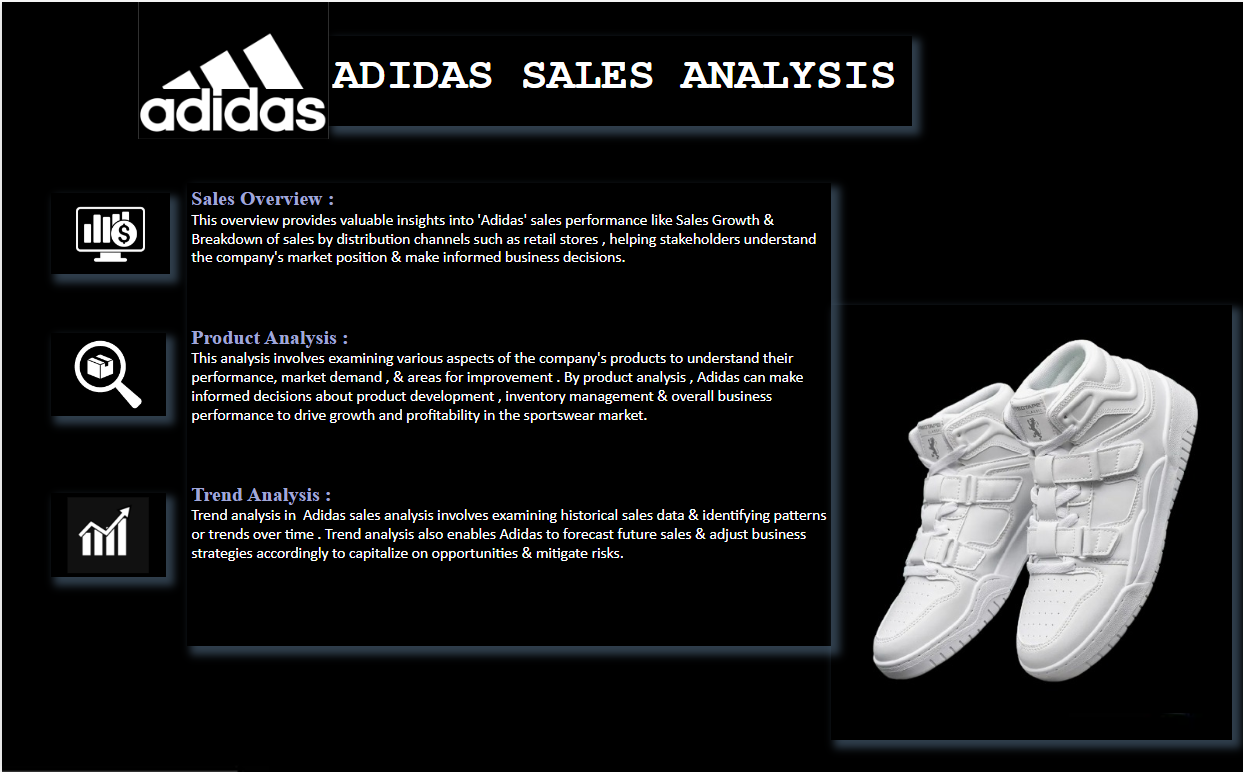 adidas
ADIDAS SALES ANALYSIS
Sales Overview :
This overview provides valuable insights into 'Adidas' sales performance like Sales Growth &
Breakdown of sales by distribution channels such as retail stores , helping stakeholders understand
the company's market position & make informed business decisions.
Product Analysis :
This analysis involves examining various aspects of the company's products to understand their
performance, market demand , & areas for improvement . By product analysis , Adidas can make
informed decisions about product development , inventory management & overall business
performance to drive growth and profitability in the sportswear market.
Trend Analysis :
Trend analysis in  Adidas sales analysis involves examining historical sales data & identifying patterns
or trends over time . Trend analysis also enables Adidas to forecast future sales & adjust business
strategies accordingly to capitalize on opportunities & mitigate risks.